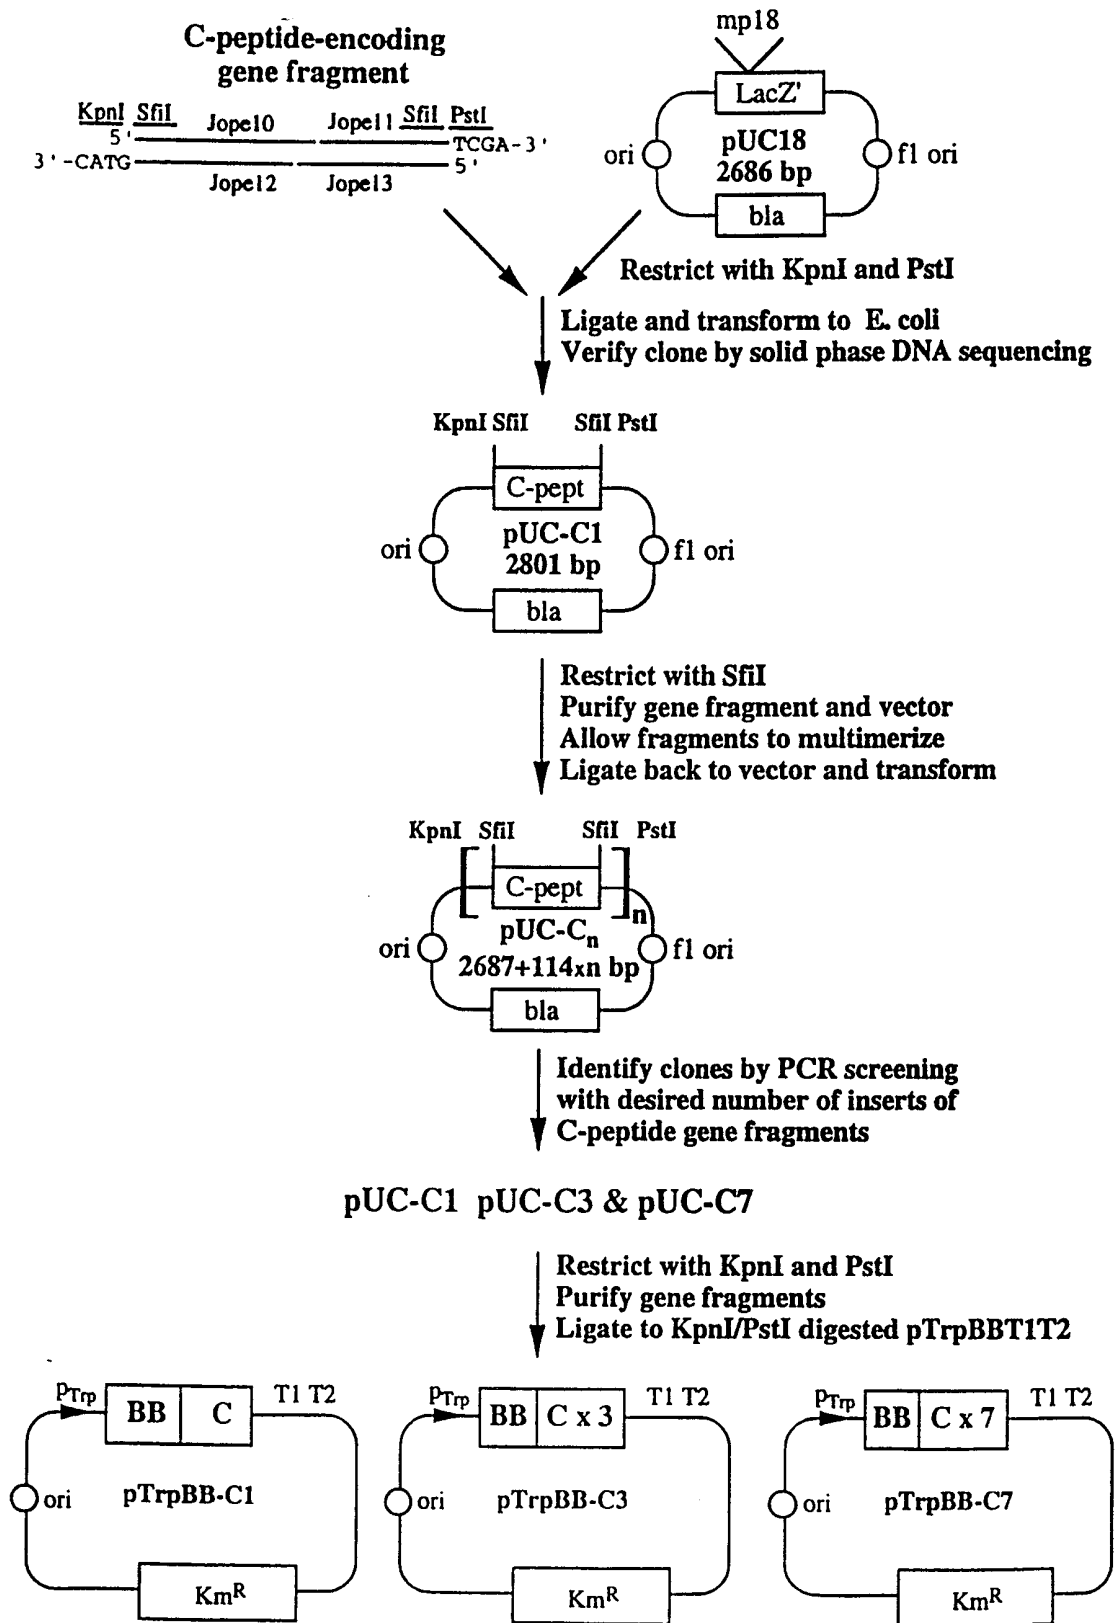 C-peptide-encoding
gene fragment
KpnI SfiI Jope10 Jope11 SfiI PstI
5' TCGA-3'
3'-CATG 5'
Jope12 Jope13
mp18
LacZ'
ori pUC18 f1 ori
2686 bp
bla
Restrict with KpnI and PstI
Ligate and transform to E. coli
Verify clone by solid phase DNA sequencing
KpnI SfiI SfiI PstI
C-pept
ori pUC-C1 f1 ori
2801 bp
bla
Restrict with SfiI
Purify gene fragment and vector
Allow fragments to multimerize
Ligate back to vector and transform
KpnI SfiI SfiI PstI
C-pept
n
ori pUC-Cn f1 ori
2687+114xn bp
bla
Identify clones by PCR screening
with desired number of inserts of
C-peptide gene fragments
pUC-C1 pUC-C3 & pUC-C7
Restrict with KpnI and PstI
Purify gene fragments
Ligate to KpnI/PstI digested pTrpBBT1T2
PTrp BB C T1 T2
ori pTrpBB-C1
KmR
PTrp BB C x 3 T1 T2
ori pTrpBB-C3
KmR
PTrp BB C x 7 T1 T2
ori pTrpBB-C7
KmR